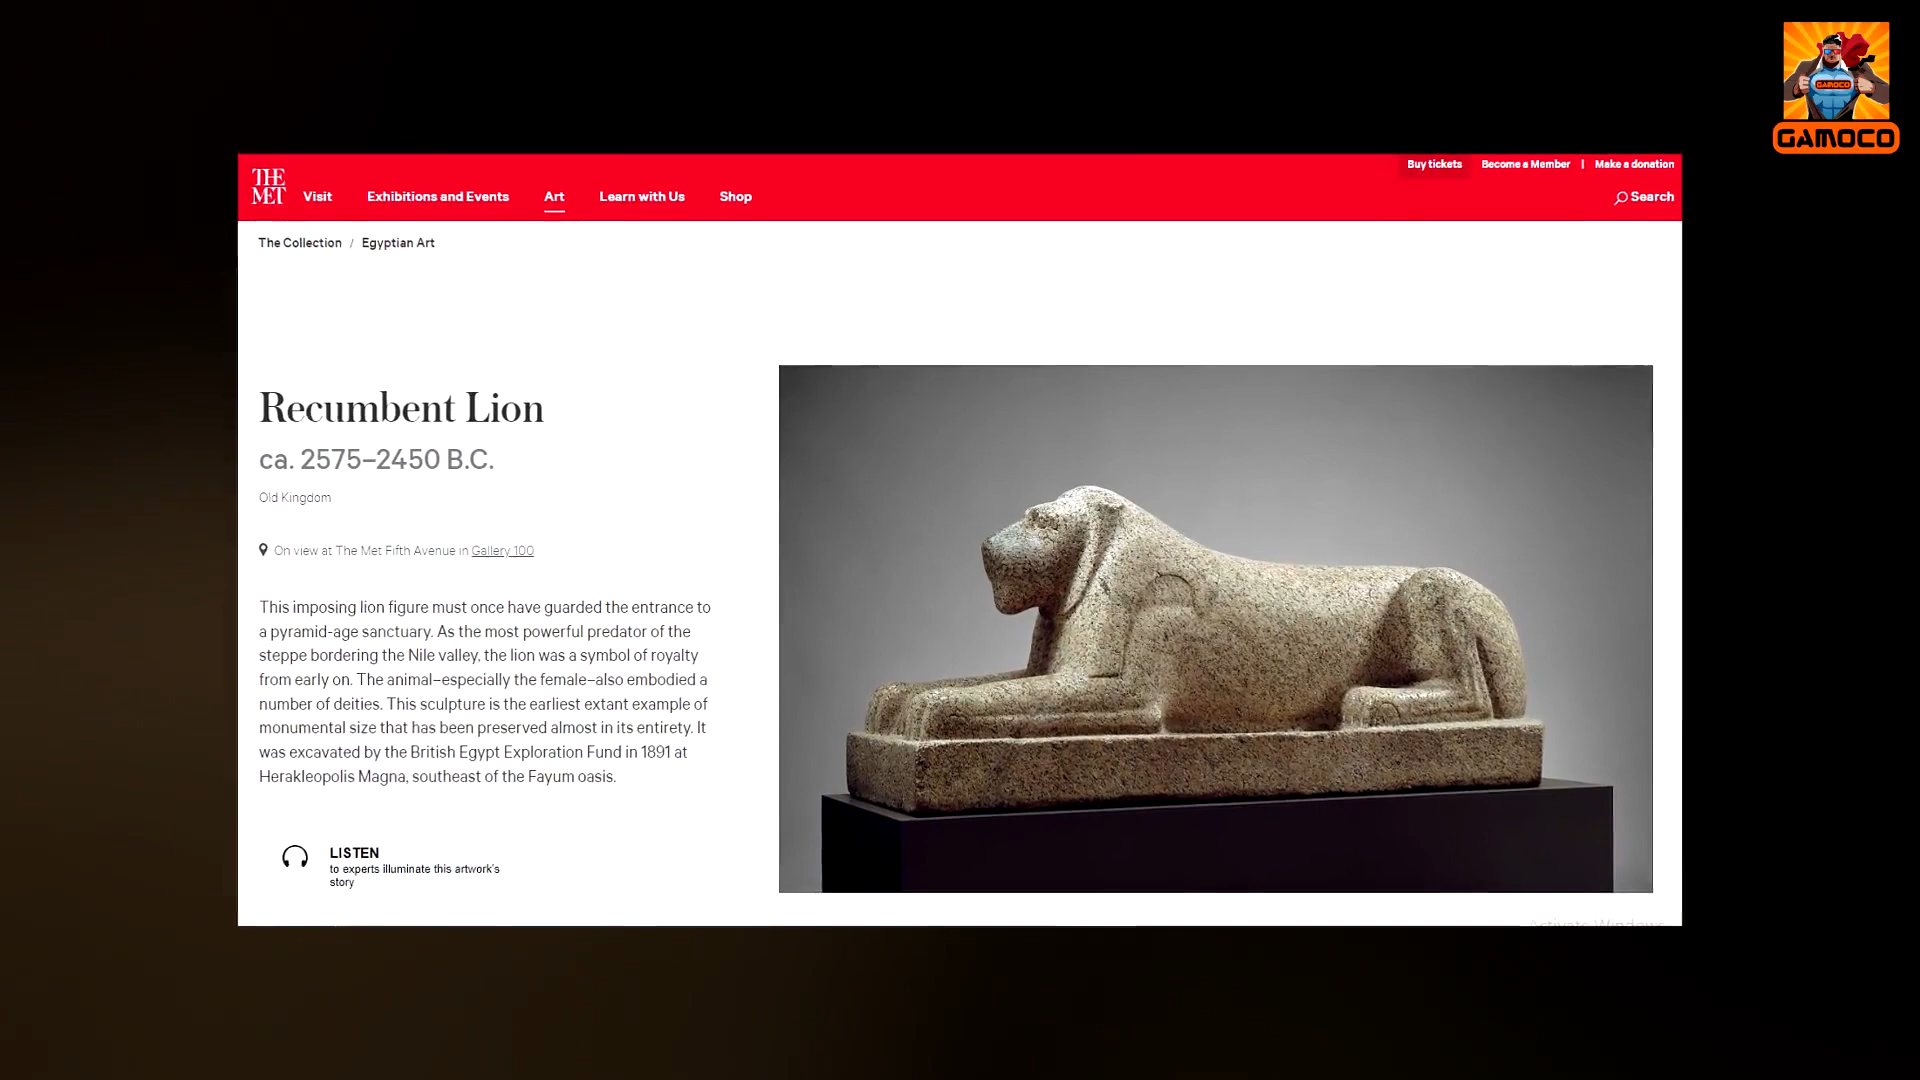 GAMOCO
GAMOCO
Buy tickets Become a Member | Make a donation
THE
MET
Visit Exhibitions and Events Art Learn with Us Shop Search
The Collection / Egyptian Art
Recumbent Lion
ca. 2575–2450 B.C.
Old Kingdom
On view at The Met Fifth Avenue in Gallery 100
This imposing lion figure must once have guarded the entrance to
a pyramid-age sanctuary. As the most powerful predator of the
steppe bordering the Nile valley, the lion was a symbol of royalty
from early on. The animal–especially the female–also embodied a
number of deities. This sculpture is the earliest extant example of
monumental size that has been preserved almost in its entirety. It
was excavated by the British Egypt Exploration Fund in 1891 at
Herakleopolis Magna, southeast of the Fayum oasis.
LISTEN
to experts illuminate this artwork's
story
Activate Windows